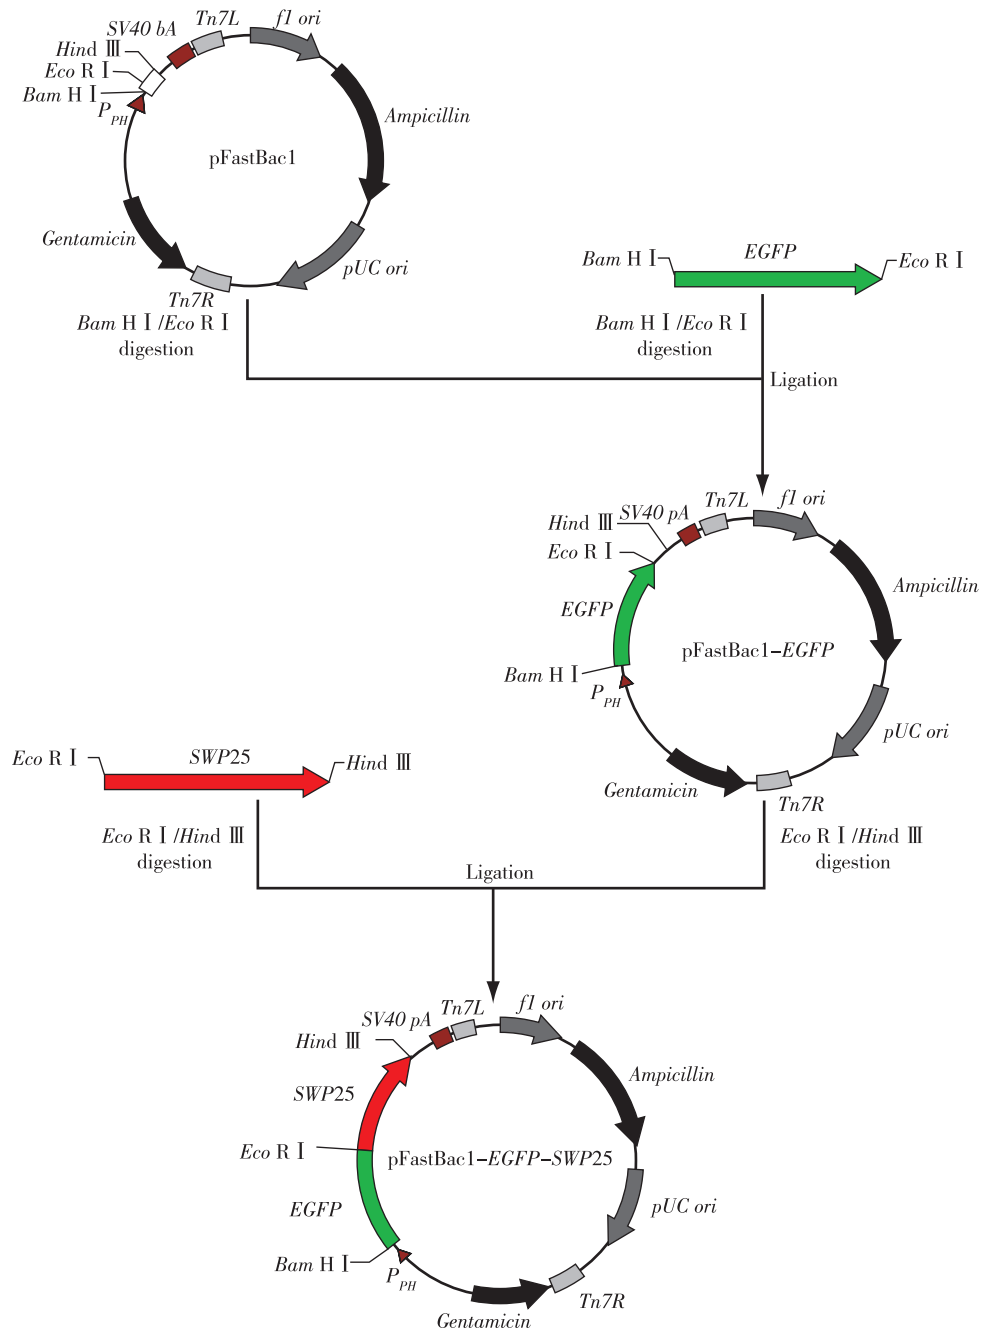 SV40 bA
Tn7L
f1 ori
Hind Ⅲ
Eco R Ⅰ
Bam H Ⅰ
P_PH
Ampicillin
pFastBac1
Gentamicin
pUC ori
Tn7R
Bam H Ⅰ /Eco R Ⅰ
digestion
Bam H Ⅰ
EGFP
Eco R Ⅰ
Bam H Ⅰ /Eco R Ⅰ
digestion
Ligation
Hind Ⅲ
SV40 pA
Tn7L
f1 ori
Eco R Ⅰ
Ampicillin
EGFP
pFastBac1–EGFP
Bam H Ⅰ
P_PH
pUC ori
Gentamicin
Tn7R
Eco R Ⅰ
SWP25
Hind Ⅲ
Eco R Ⅰ /Hind Ⅲ
digestion
Eco R Ⅰ /Hind Ⅲ
digestion
Ligation
Hind Ⅲ
SV40 pA
Tn7L
f1 ori
Ampicillin
SWP25
Eco R Ⅰ
pFastBac1–EGFP–SWP25
EGFP
pUC ori
Bam H Ⅰ
P_PH
Tn7R
Gentamicin